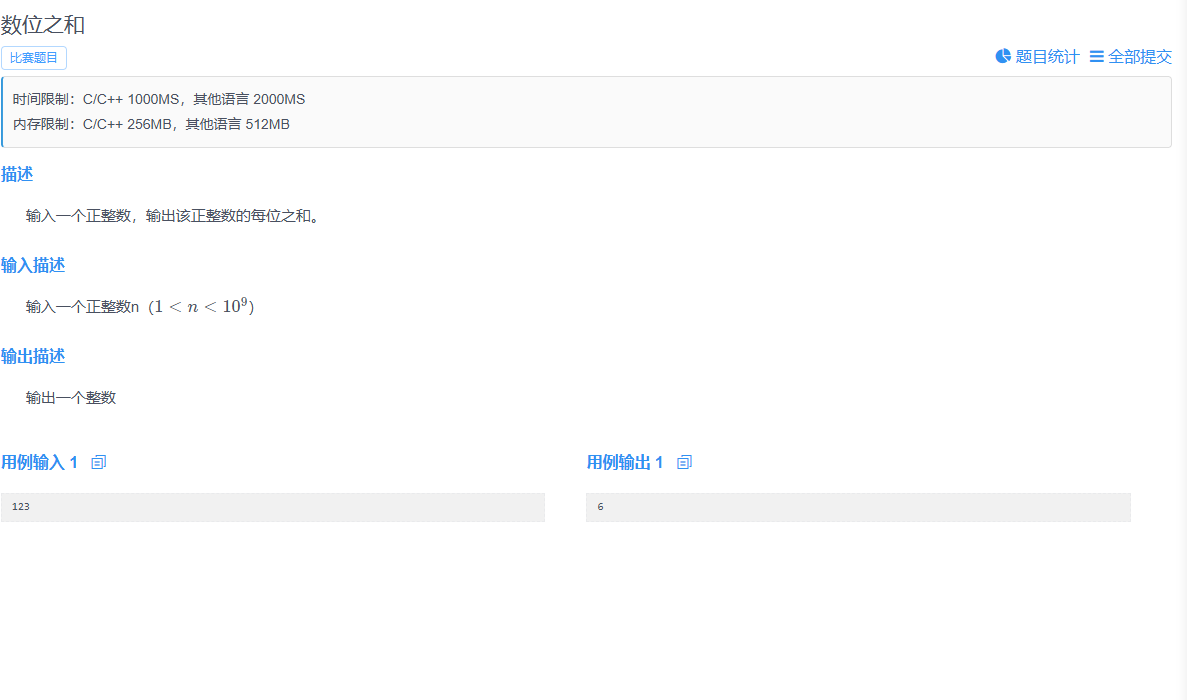 数位之和
比赛题目
题目统计 全部提交
时间限制：C/C++ 1000MS，其他语言 2000MS
内存限制：C/C++ 256MB，其他语言 512MB
描述
输入一个正整数，输出该正整数的每位之和。
输入描述
输入一个正整数n（1 < n < 10⁹）
输出描述
输出一个整数
用例输入 1
用例输出 1
123
6